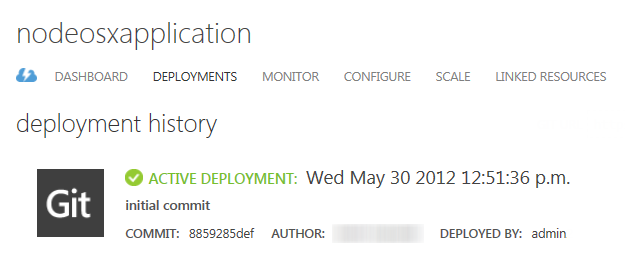 nodeosxapplication
DASHBOARD DEPLOYMENTS MONITOR CONFIGURE SCALE LINKED RESOURCES
deployment history
Git
ACTIVE DEPLOYMENT: Wed May 30 2012 12:51:36 p.m.
initial commit
COMMIT: 8859285def AUTHOR: DEPLOYED BY: admin